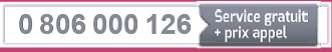 0 806 000 126
Service gratuit
+ prix appel